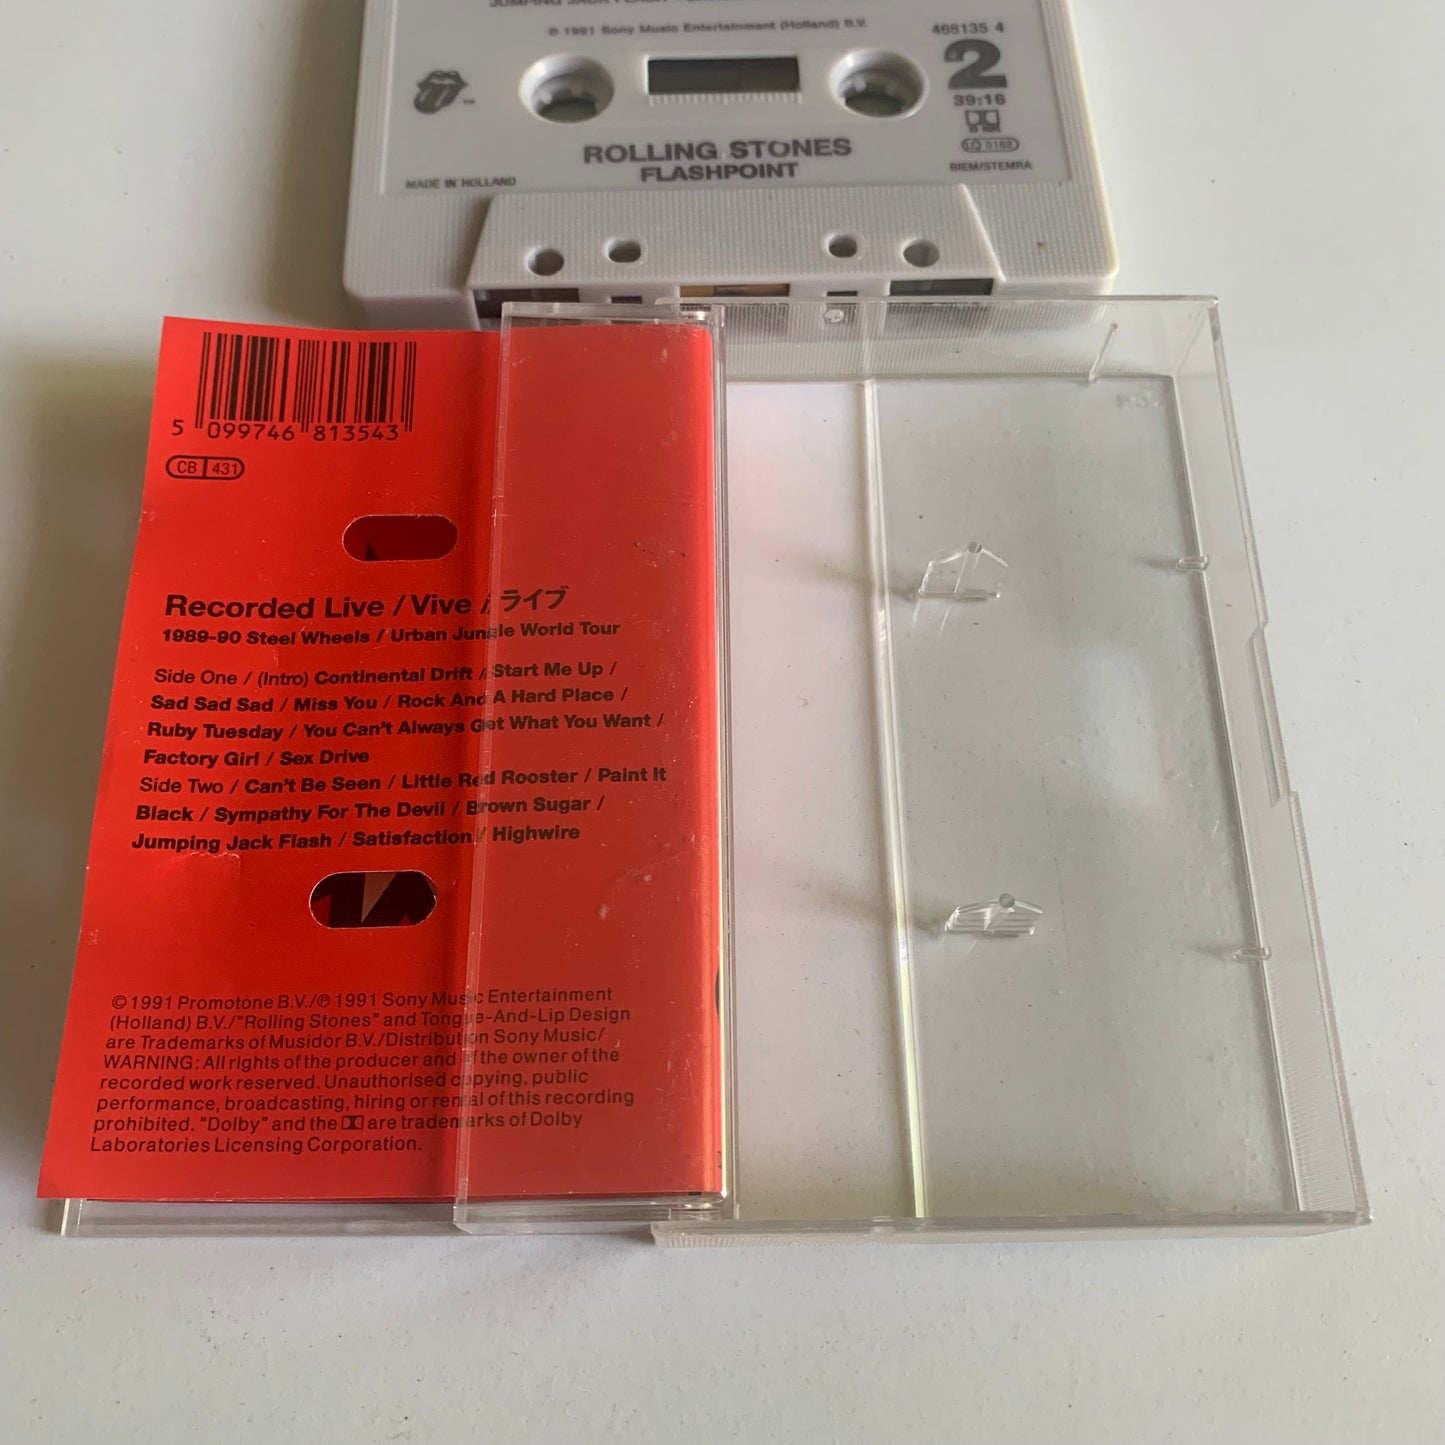 JUMPING JACK FLASH
℗ 1991 Sony Music Entertainment (Holland) B.V.
468135 4
2
39:16
B NR
LC 0162
TM
ROLLING STONES
FLASHPOINT
MADE IN HOLLAND
BIEM/STEMRA
5 099746 813543
CB 431
Recorded Live / Vive / ライブ
1989-90 Steel Wheels / Urban Jungle World Tour
Side One / (Intro) Continental Drift / Start Me Up /
Sad Sad Sad / Miss You / Rock And A Hard Place /
Ruby Tuesday / You Can't Always Get What You Want /
Factory Girl / Sex Drive
Side Two / Can't Be Seen / Little Red Rooster / Paint It
Black / Sympathy For The Devil / Brown Sugar /
Jumping Jack Flash / Satisfaction / Highwire
© 1991 Promotone B.V./℗ 1991 Sony Music Entertainment
(Holland) B.V./"Rolling Stones" and Tongue-And-Lip Design
are Trademarks of Musidor B.V./Distribution Sony Music/
WARNING: All rights of the producer and of the owner of the
recorded work reserved. Unauthorised copying, public
performance, broadcasting, hiring or rental of this recording
prohibited. "Dolby" and the are trademarks of Dolby
Laboratories Licensing Corporation.